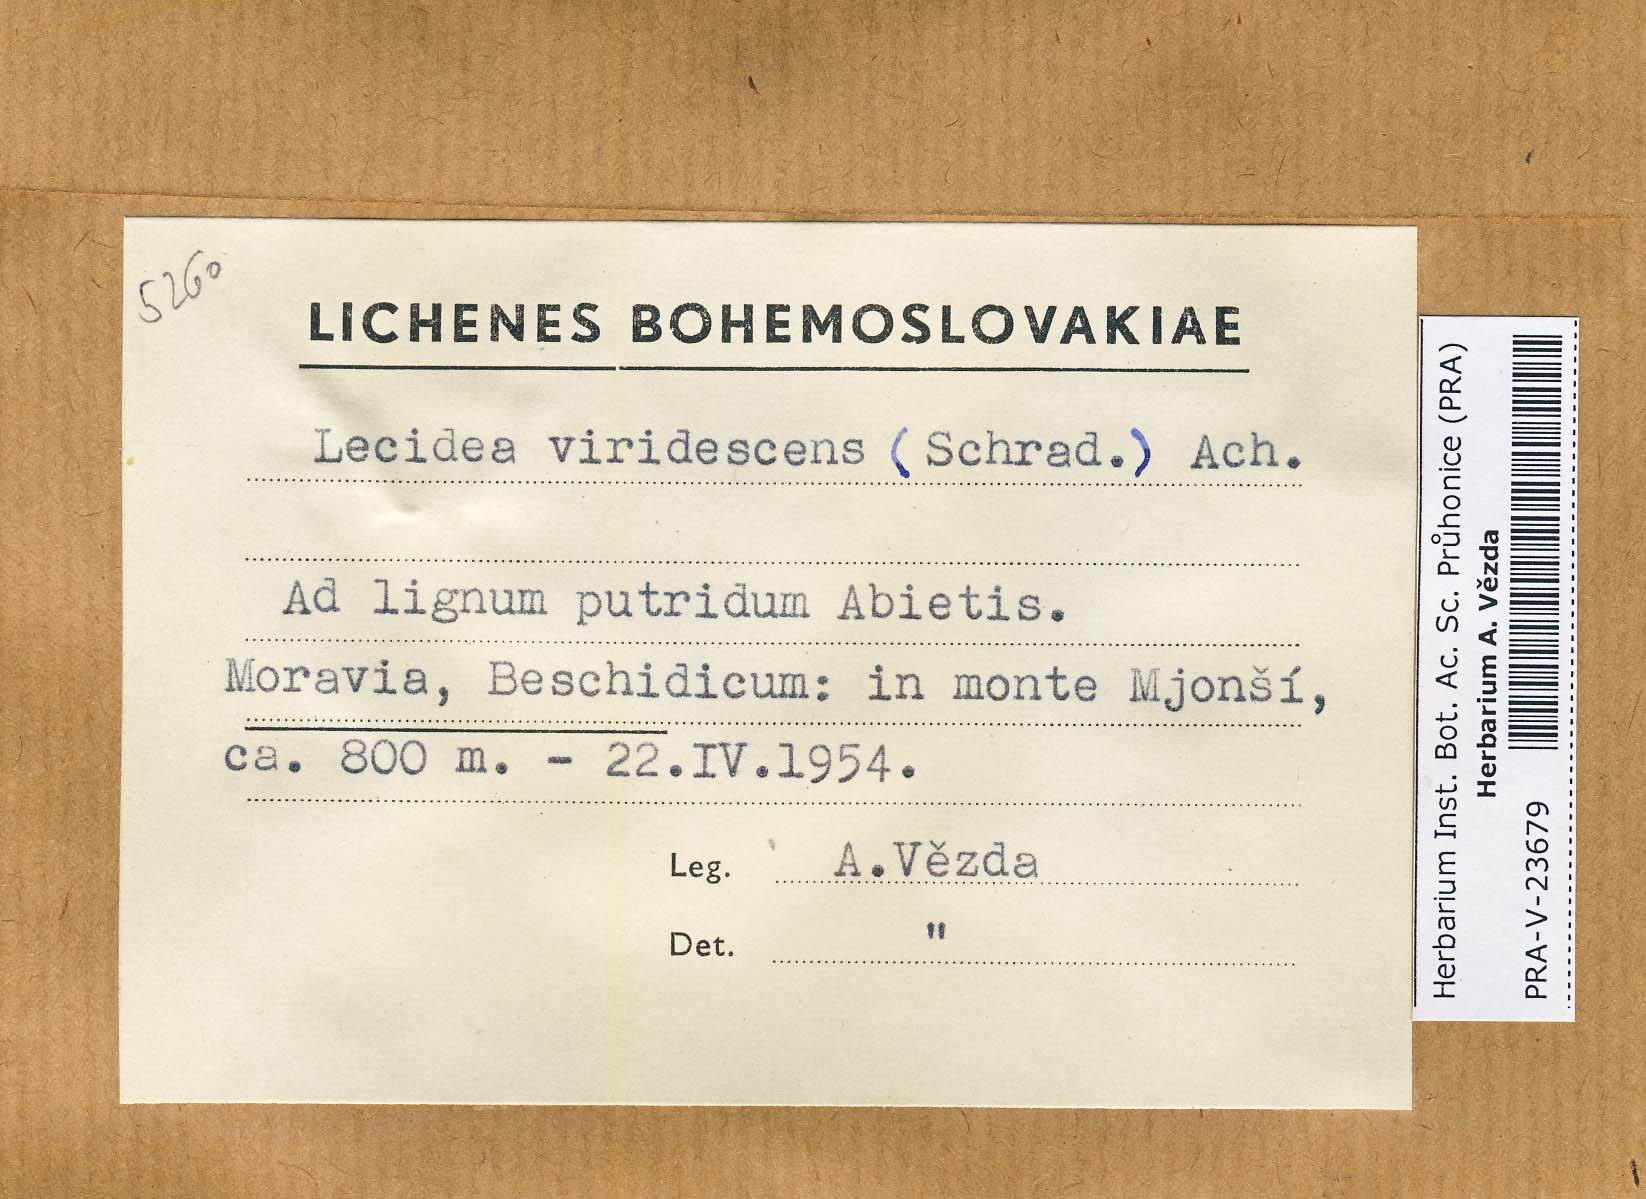 5260
LICHENES BOHEMOSLOVAKIAE
Lecidea viridescens (Schrad.) Ach.
Ad lignum putridum Abietis.
Moravia, Beschidicum: in monte Mjonší,
ca. 800 m. - 22.IV.1954.
Leg. A.Vězda
Det. "
Herbarium Inst. Bot. Ac. Sc. Průhonice (PRA)
Herbarium A. Vězda
PRA-V-23679